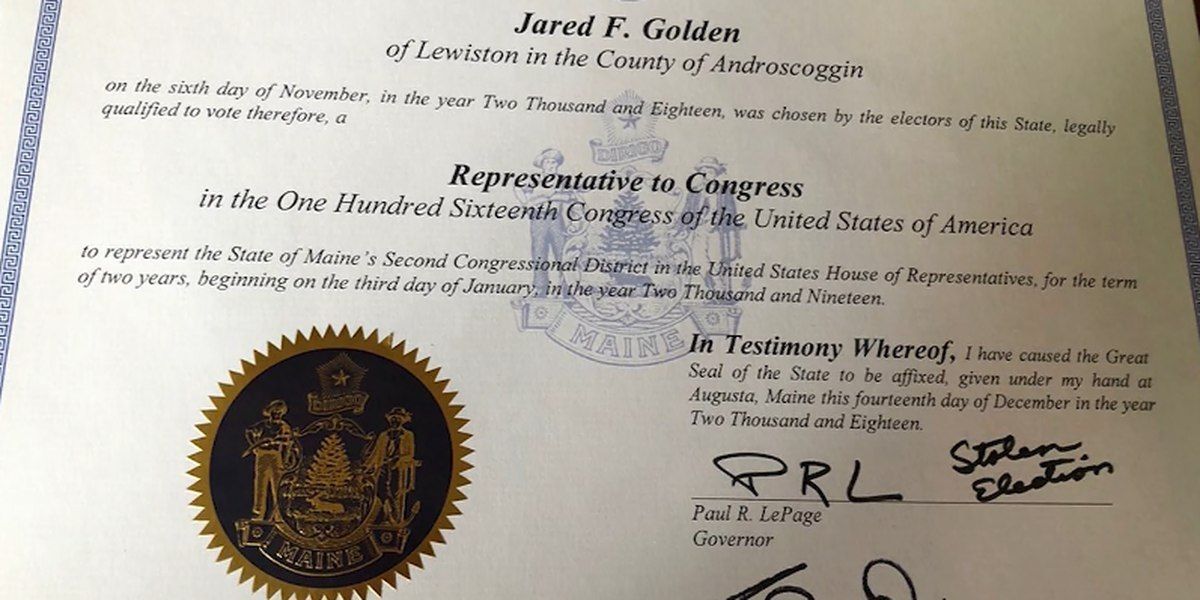 Jared F. Golden
of Lewiston in the County of Androscoggin
on the sixth day of November, in the year Two Thousand and Eighteen, was chosen by the electors of this State, legally
qualified to vote therefore, a
DIRIGO
Representative to Congress
in the One Hundred Sixteenth Congress of the United States of America
to represent the State of Maine's Second Congressional District in the United States House of Representatives, for the term
of two years, beginning on the third day of January, in the year Two Thousand and Nineteen.
MAINE
In Testimony Whereof, I have caused the Great
Seal of the State to be affixed, given under my hand at
Augusta, Maine this fourteenth day of December in the year
Two Thousand and Eighteen.
DIRIGO
MAINE
PRL Stolen
Election
Paul R. LePage
Governor